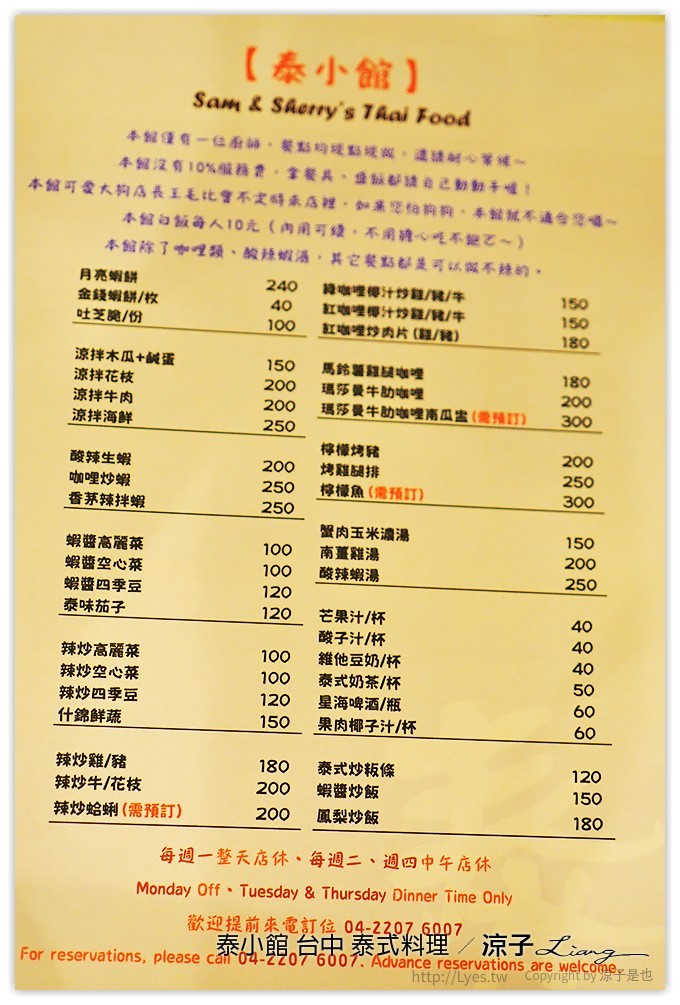 【泰小館】
Sam & Sherry's Thai Food
本館僅有一位廚師，餐點均現點現做，還請耐心等候~
本館沒有10%服務費，拿餐具、盛飯都請自己動動手喔！
本館可愛大狗店長王毛比會不定時來店裡，如果您怕狗狗，本館就不適合您囉~
本館白飯每人10元（內用可續，不用擔心吃不飽ㄛ~）
本館除了咖哩類、酸辣蝦湯，其它餐點都是可以做不辣的。
月亮蝦餅 240
金錢蝦餅/枚 40
吐芝脆/份 100
涼拌木瓜+鹹蛋 150
涼拌花枝 200
涼拌牛肉 200
涼拌海鮮 250
酸辣生蝦 200
咖哩炒蝦 250
香茅辣拌蝦 250
蝦醬高麗菜 100
蝦醬空心菜 100
蝦醬四季豆 120
泰味茄子 120
辣炒高麗菜 100
辣炒空心菜 100
辣炒四季豆 120
什錦鮮蔬 150
辣炒雞/豬 180
辣炒牛/花枝 200
辣炒蛤蜊(需預訂) 200
綠咖哩椰汁炒雞/豬/牛 150
紅咖哩椰汁炒雞/豬/牛 150
紅咖哩炒肉片(雞/豬) 180
馬鈴薯雞腿咖哩 180
瑪莎曼牛肋咖哩 200
瑪莎曼牛肋咖哩南瓜盅(需預訂) 300
檸檬烤豬 200
烤雞腿排 250
檸檬魚(需預訂) 300
蟹肉玉米濃湯 150
南薑雞湯 200
酸辣蝦湯 250
芒果汁/杯 40
酸子汁/杯 40
維他豆奶/杯 40
泰式奶茶/杯 50
星海啤酒/瓶 60
果肉椰子汁/杯 60
泰式炒粄條 120
蝦醬炒飯 150
鳳梨炒飯 180
每週一整天店休、每週二、週四中午店休
Monday Off、Tuesday & Thursday Dinner Time Only
歡迎提前來電訂位 04-2207 6007
泰小館 台中 泰式料理 / 涼子 Liang
For reservations, please call 04-2207 6007. Advance reservations are welcome.
http://Lyes.tw Copyright by 涼子是也